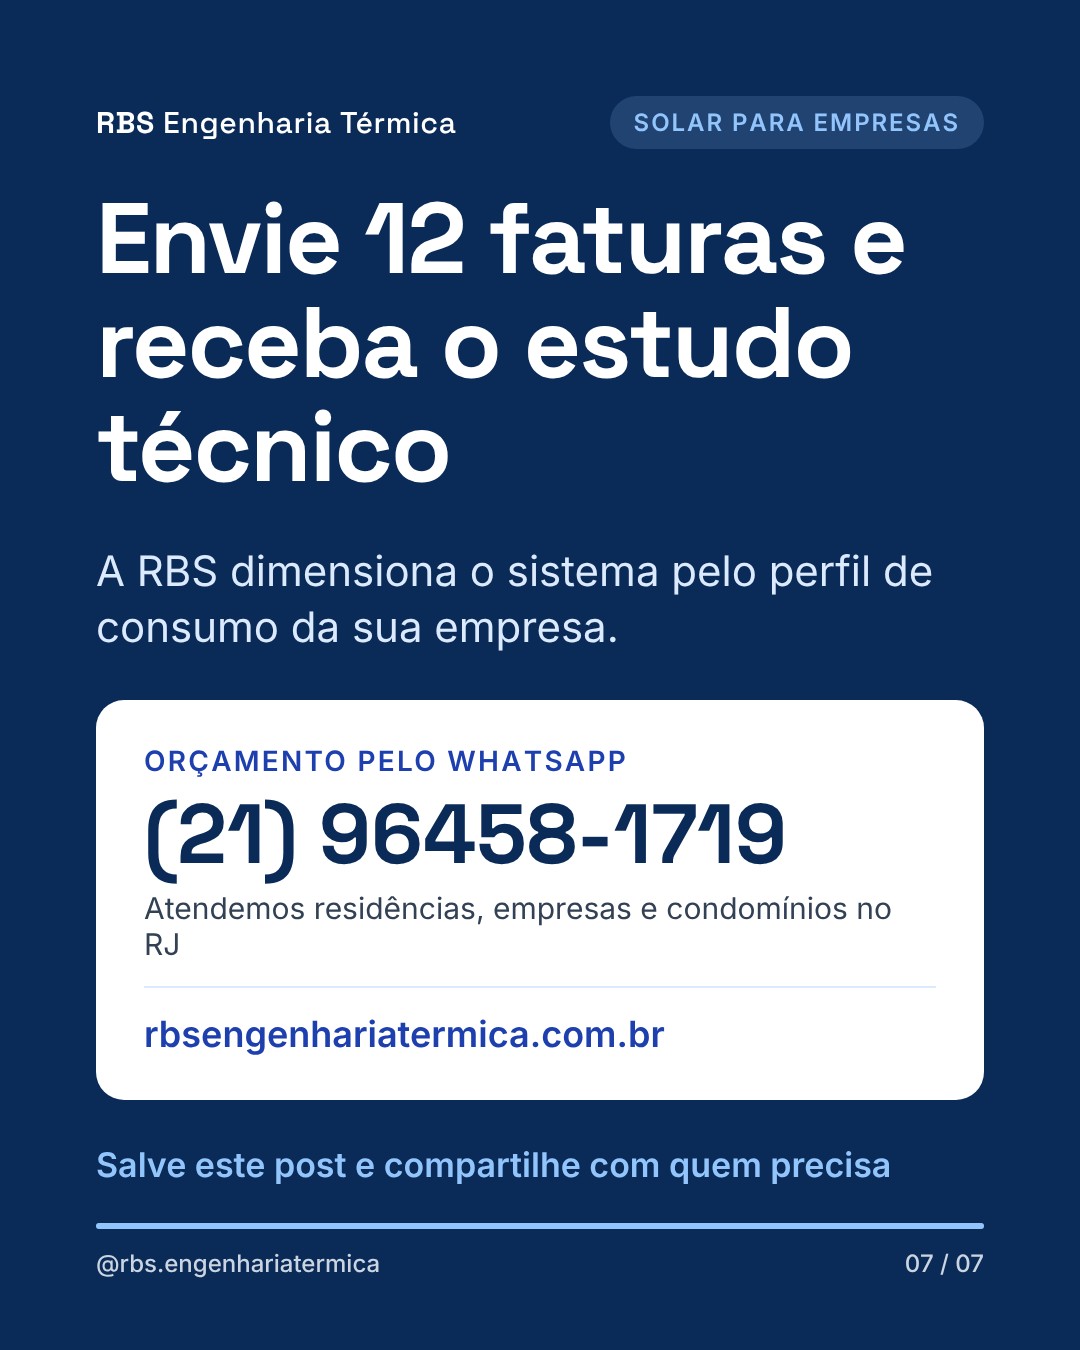 RBS Engenharia Térmica
SOLAR PARA EMPRESAS
Envie 12 faturas e
receba o estudo
técnico
A RBS dimensiona o sistema pelo perfil de
consumo da sua empresa.
ORÇAMENTO PELO WHATSAPP
(21) 96458-1719
Atendemos residências, empresas e condomínios no
RJ
rbsengenhariatermica.com.br
Salve este post e compartilhe com quem precisa
@rbs.engenhariatermica
07 / 07